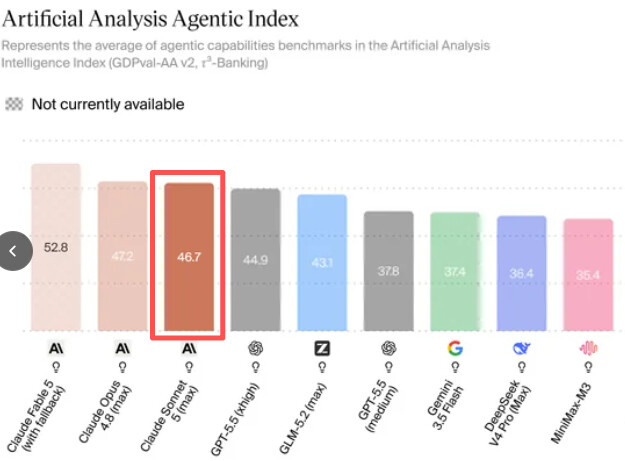 Artificial Analysis Agentic Index
Represents the average of agentic capabilities benchmarks in the Artificial Analysis
Intelligence Index (GDPval-AA v2, τ³-Banking)
Not currently available
52.8
47.2
46.7
44.9
43.1
37.8
37.4
36.4
35.4
Claude Fable 5
(with fallback)
Claude Opus
4.8 (max)
Claude Sonnet
5 (max)
GPT-5.5 (xhigh)
GLM-5.2 (max)
GPT-5.5
(medium)
Gemini
3.5 Flash
DeepSeek
V4 Pro (Max)
MiniMax-M3